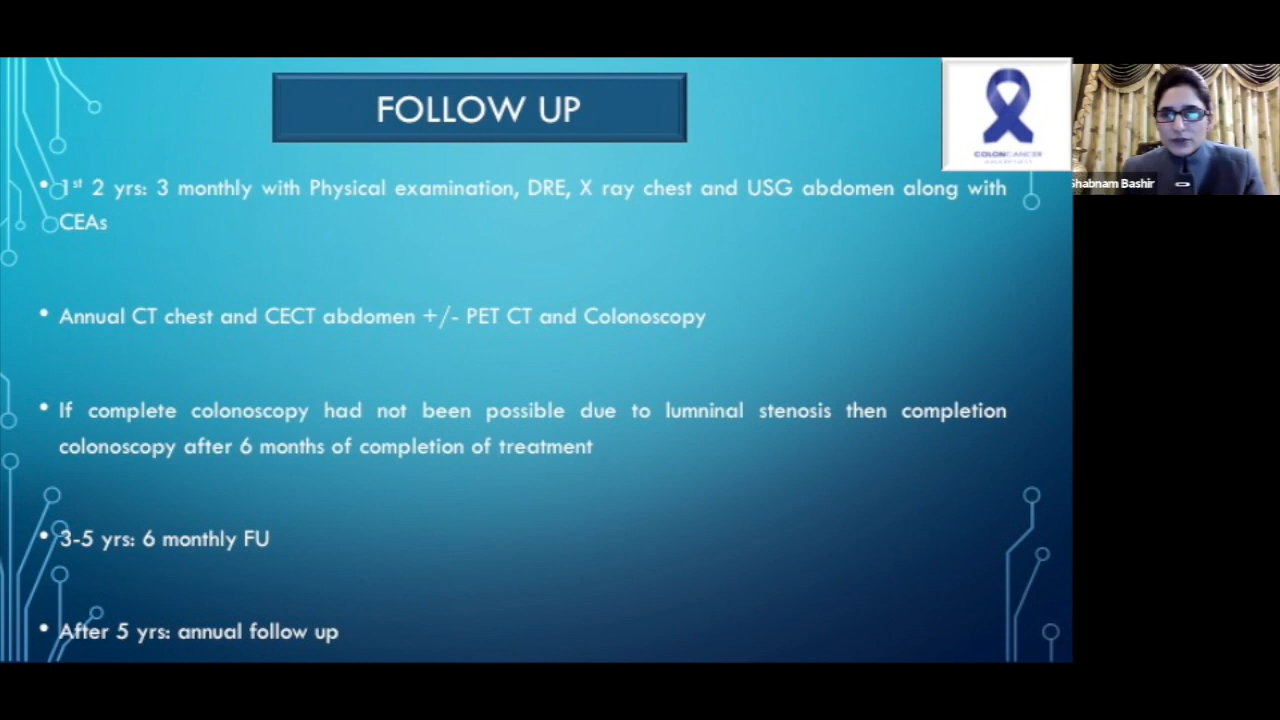 FOLLOW UP
COLONCANCER
Shabnam Bashir
• 1st 2 yrs: 3 monthly with Physical examination, DRE, X ray chest and USG abdomen along with
CEAs
• Annual CT chest and CECT abdomen +/- PET CT and Colonoscopy
• If complete colonoscopy had not been possible due to lumninal stenosis then completion
colonoscopy after 6 months of completion of treatment
• 3-5 yrs: 6 monthly FU
• After 5 yrs: annual follow up